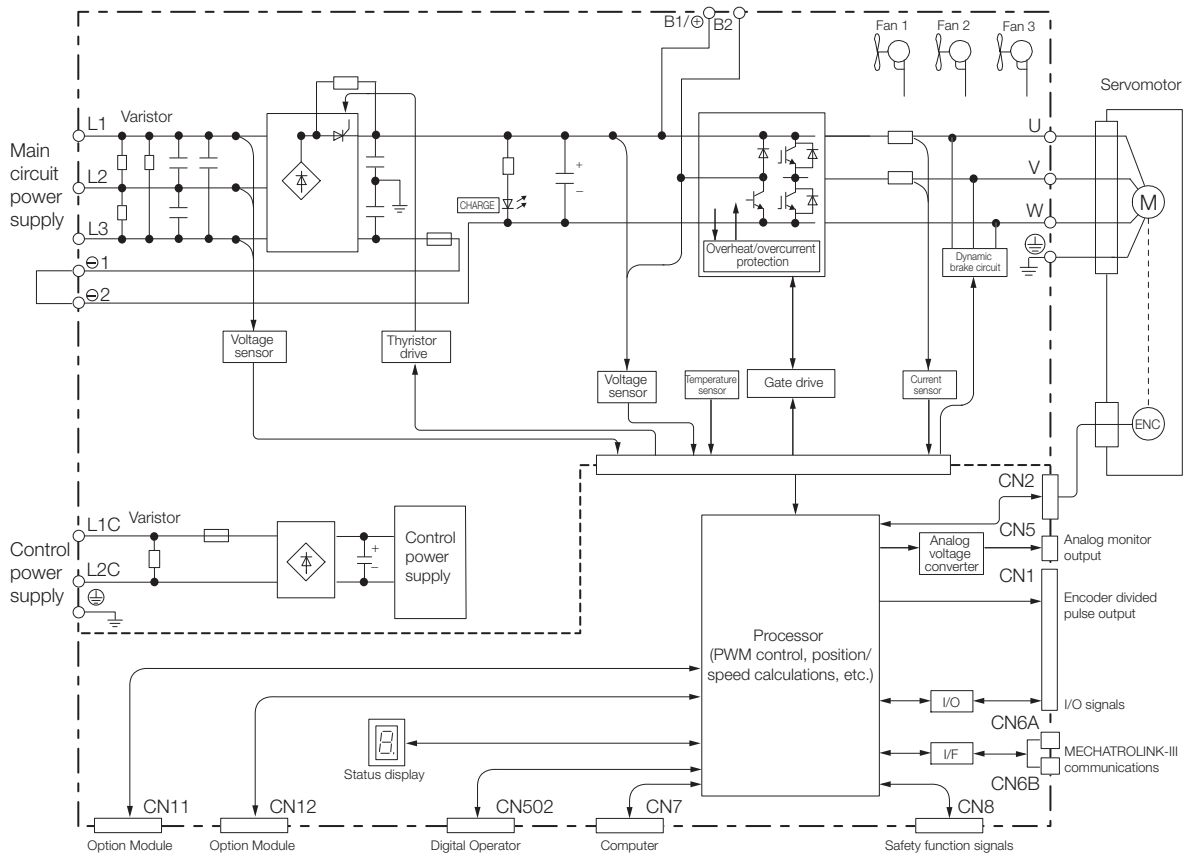 B1/⊕ B2
Fan 1 Fan 2 Fan 3
Servomotor
Main
circuit
power
supply
L1
Varistor
L2
L3
⊖1
⊖2
CHARGE
+
–
Overheat/overcurrent
protection
U
V
W
M
Dynamic
brake circuit
Voltage
sensor
Thyristor
drive
Voltage
sensor
Temperature
sensor
Gate drive
Current
sensor
ENC
Control
power
supply
L1C
Varistor
L2C
+
–
Control
power
supply
CN2
CN5
Analog
voltage
converter
Analog monitor
output
CN1
Encoder divided
pulse output
Processor
(PWM control, position/
speed calculations, etc.)
I/O
I/O signals
CN6A
I/F
MECHATROLINK-III
communications
CN6B
8.
Status display
CN11
CN12
CN502
CN7
CN8
Option Module
Option Module
Digital Operator
Computer
Safety function signals